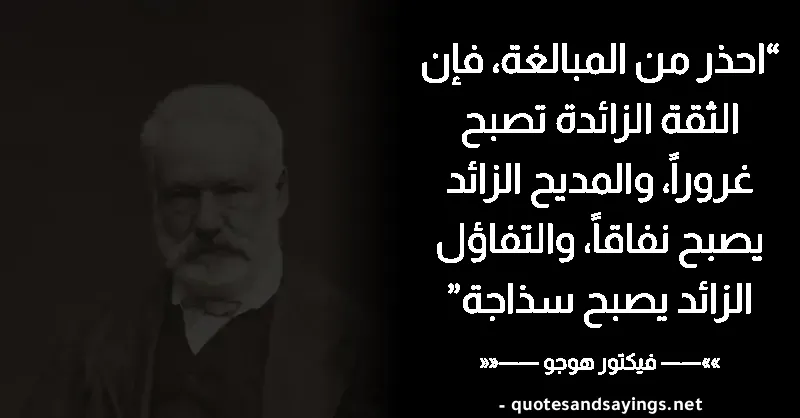 “احذر من المبالغة، فإن
الثقة الزائدة تصبح
غروراً، والمديح الزائد
يصبح نفاقاً، والتفاؤل
الزائد يصبح سذاجة”
»»—— فيكتور هوجو ——««
- quotesandsayings.net